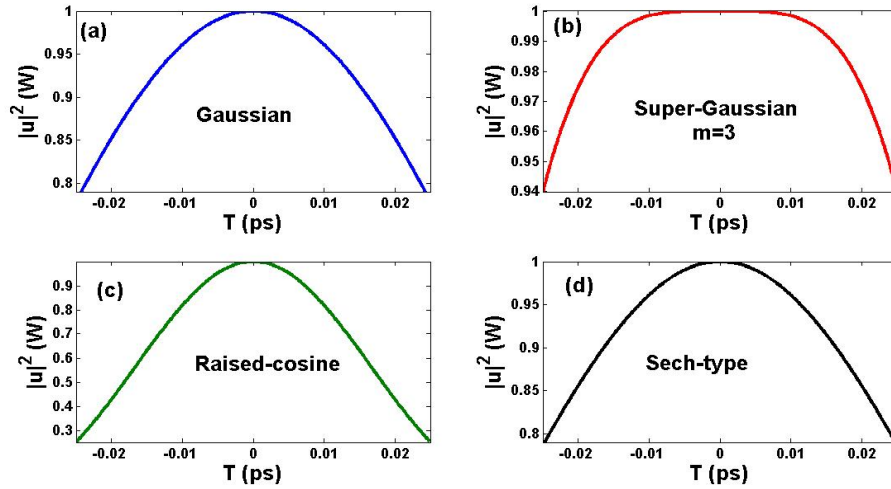 (a)
Gaussian
|u|² (W)
1
0.95
0.9
0.85
0.8
-0.02 -0.01 0 0.01 0.02
T (ps)
(b)
Super-Gaussian
m=3
|u|² (W)
1
0.99
0.98
0.97
0.96
0.95
0.94
-0.02 -0.01 0 0.01 0.02
T (ps)
(c)
Raised-cosine
|u|² (W)
0.9
0.8
0.7
0.6
0.5
0.4
0.3
-0.02 -0.01 0 0.01 0.02
T (ps)
(d)
Sech-type
|u|² (W)
1
0.95
0.9
0.85
0.8
-0.02 -0.01 0 0.01 0.02
T (ps)